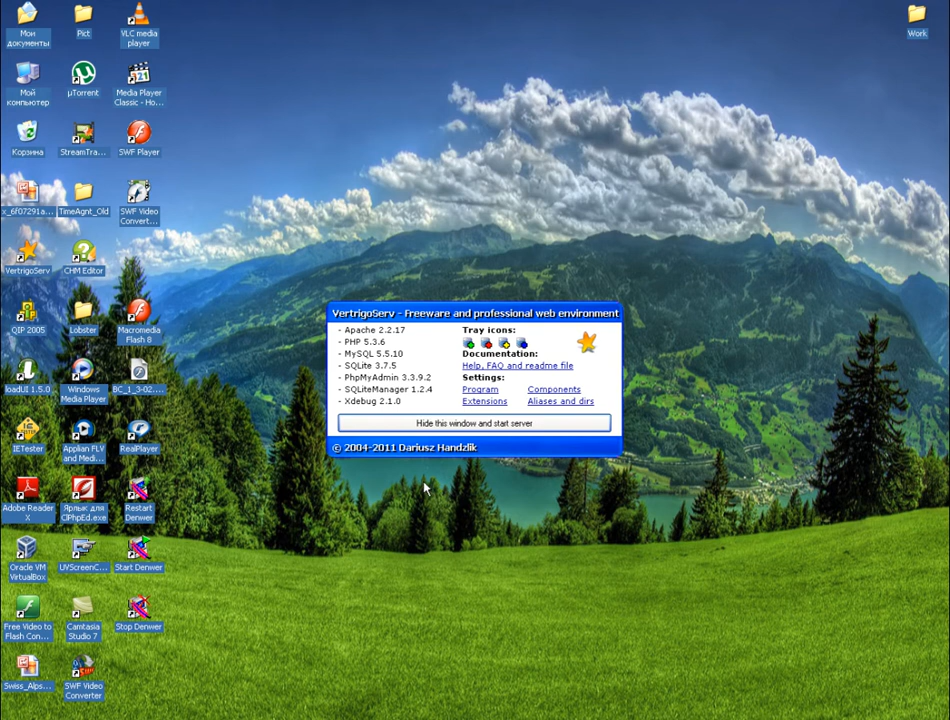 Мои
документы
Pict
VLC media
player
Work
Мой
компьютер
µTorrent
Media Player
Classic - Ho...
Корзина
StreamTra...
SWF Player
x_6f07291a...
TimeAgnt_Old
SWF Video
Convert...
VertrigoServ
CHM Editor
QIP 2005
Lobster
Macromedia
Flash 8
loadUI 1.5.0
Windows
Media Player
BC_1_3-02....
IETester
Applian FLV
and Medi...
RealPlayer
Adobe Reader
X
Ярлык для
ClPhpEd.exe
Restart
Denwer
Oracle VM
VirtualBox
UVScreenC...
Start Denwer
Free Video to
Flash Con...
Camtasia
Studio 7
Stop Denwer
Swiss_Alps...
SWF Video
Converter
VertrigoServ - Freeware and professional web environment
- Apache 2.2.17
- PHP 5.3.6
- MySQL 5.5.10
- SQLite 3.7.5
- PhpMyAdmin 3.3.9.2
- SQLiteManager 1.2.4
- Xdebug 2.1.0
Tray icons:
Documentation:
Help, FAQ and readme file
Settings:
Program Components
Extensions Aliases and dirs
Hide this window and start server
© 2004-2011 Dariusz Handzlik